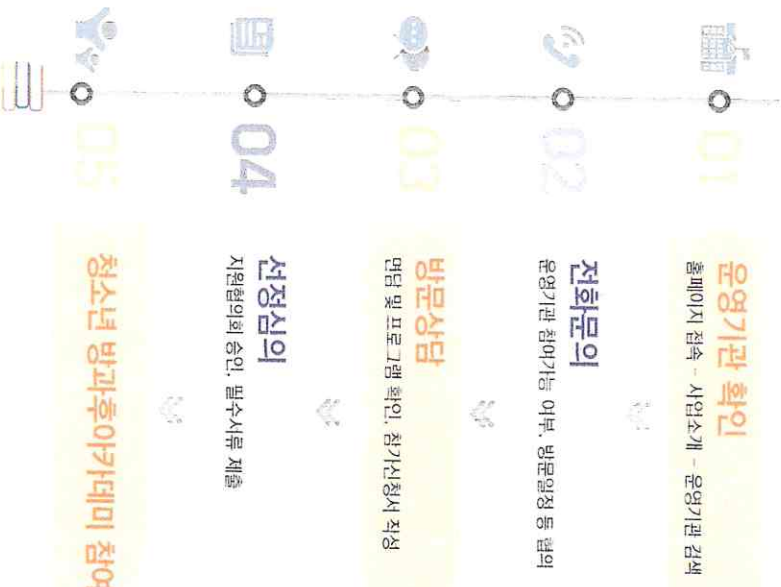 01
운영기관 확인
홈페이지 접속 - 사업소개 - 운영기관 검색
02
전화문의
운영기관 참여가능 여부, 방문일정 등 협의
03
방문상담
면담 및 프로그램 확인, 참가신청서 작성
04
선정심의
지원협의회 승인, 필수서류 제출
05
청소년 방과후아카데미 참여